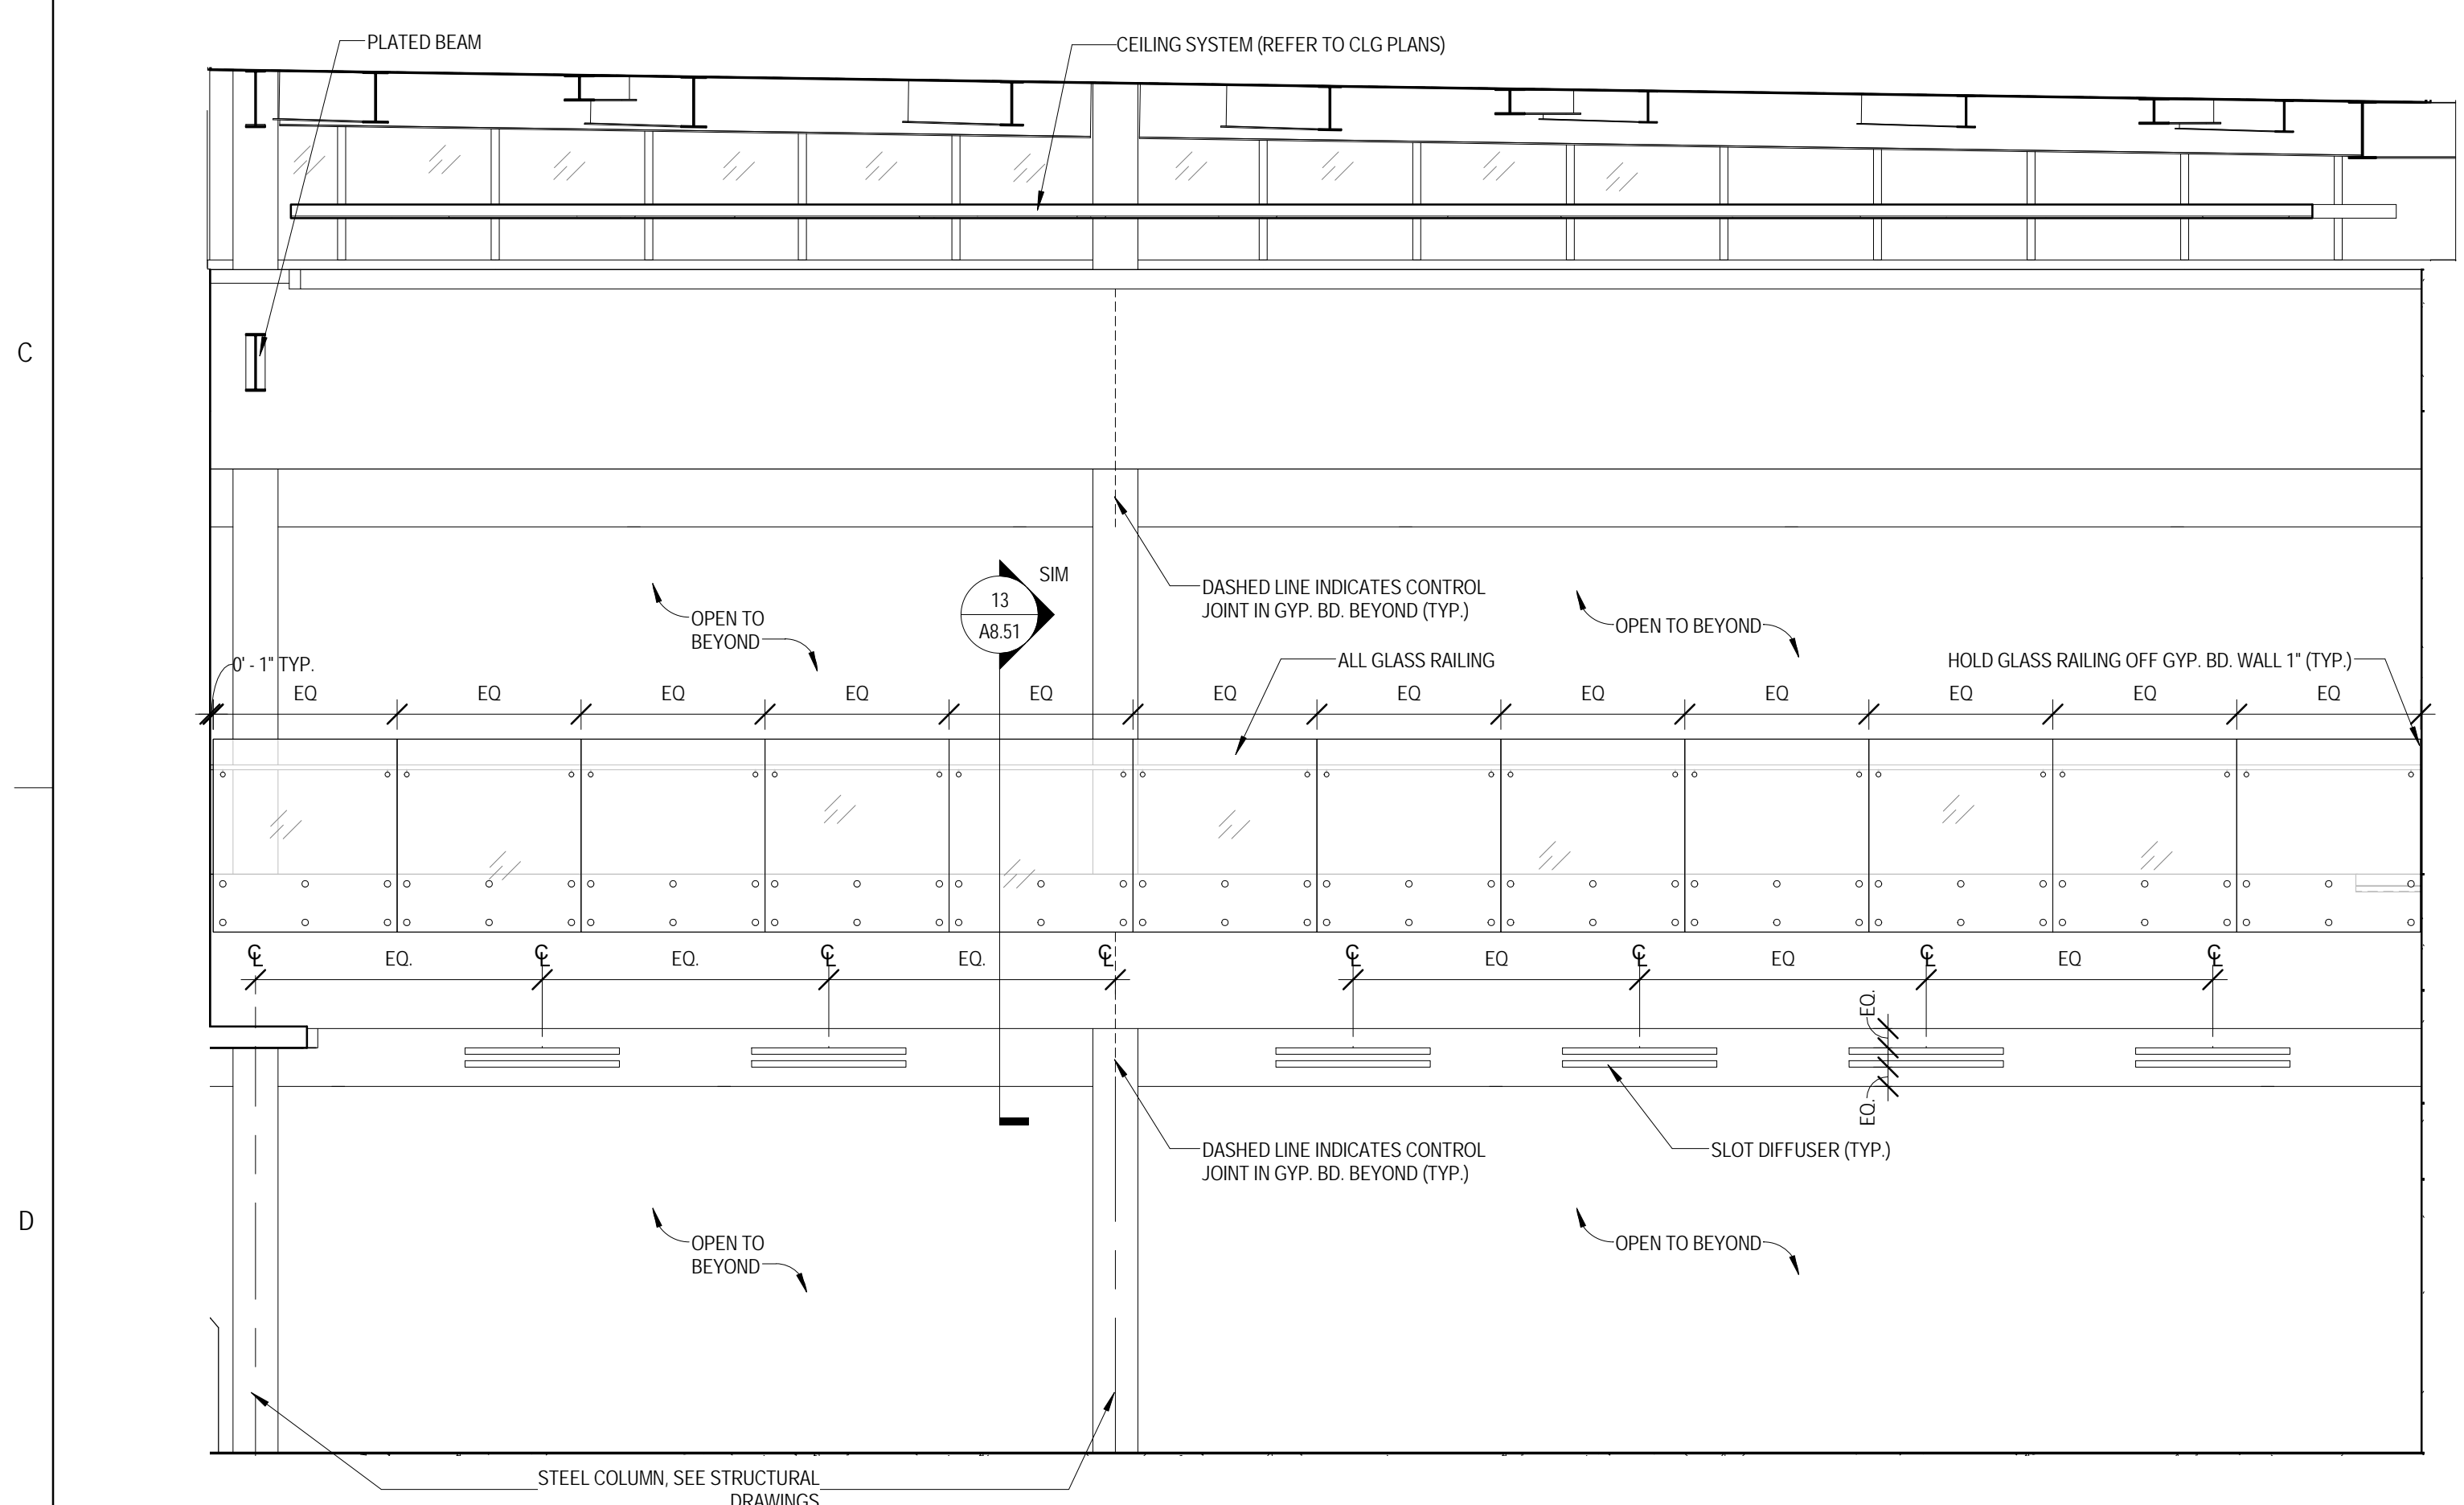 PLATED BEAM
CEILING SYSTEM (REFER TO CLG PLANS)
C
SIM
13
A8.51
DASHED LINE INDICATES CONTROL
JOINT IN GYP. BD. BEYOND (TYP.)
OPEN TO
BEYOND
OPEN TO BEYOND
0' - 1" TYP.
ALL GLASS RAILING
HOLD GLASS RAILING OFF GYP. BD. WALL 1" (TYP.)
EQ EQ EQ EQ EQ EQ EQ EQ EQ EQ EQ EQ
℄ EQ. ℄ EQ. ℄ EQ. ℄ ℄ EQ ℄ EQ ℄ EQ ℄
EQ.
EQ.
DASHED LINE INDICATES CONTROL
JOINT IN GYP. BD. BEYOND (TYP.)
SLOT DIFFUSER (TYP.)
D
OPEN TO
BEYOND
OPEN TO BEYOND
STEEL COLUMN, SEE STRUCTURAL
DRAWINGS